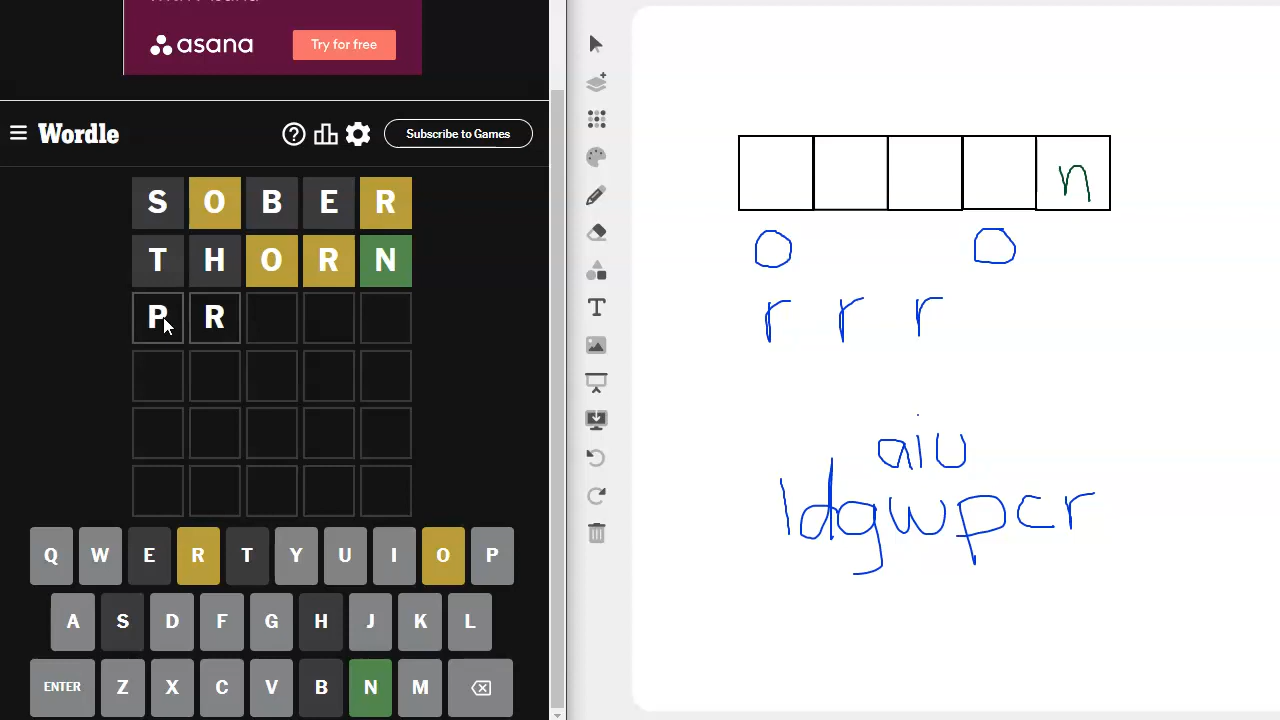 asana
Try for free
Wordle
Subscribe to Games
S O B E R
T H O R N
P R
Q W E R T Y U I O P
A S D F G H J K L
ENTER Z X C V B N M
n
O O
r r r
aiu
ldgwpcr
T